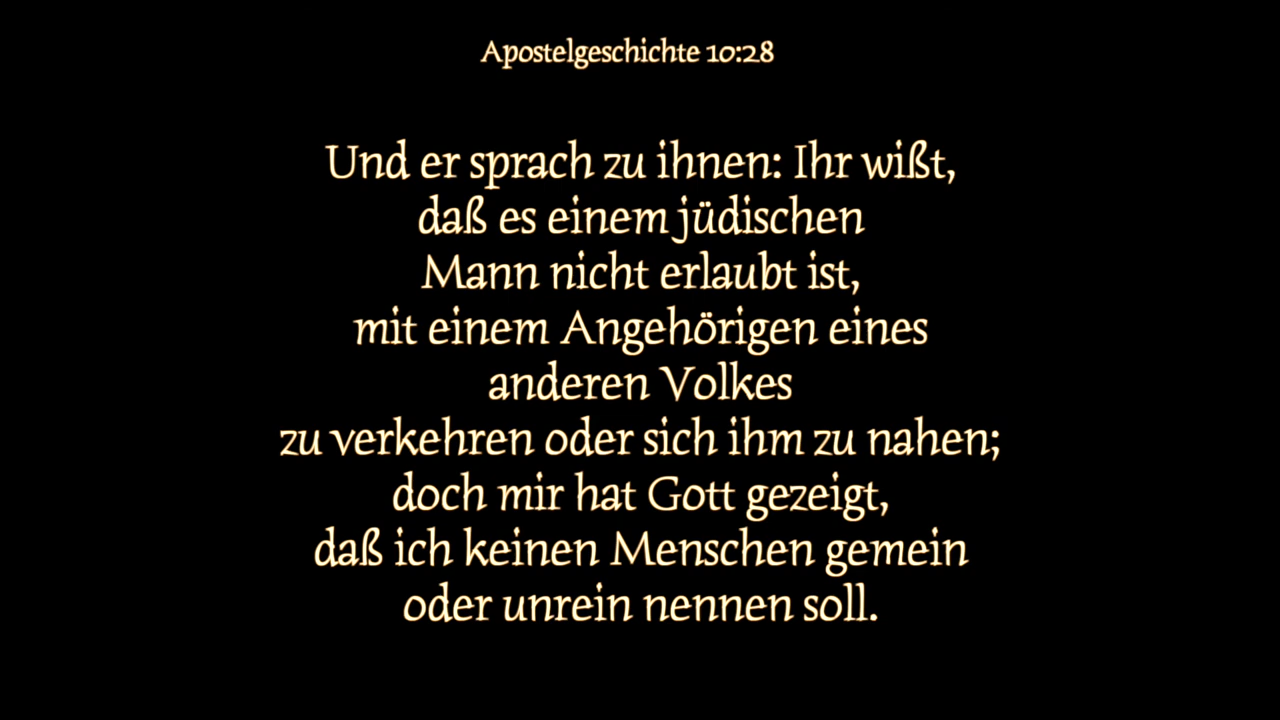 Apostelgeschichte 10:28
Und er sprach zu ihnen: Ihr wißt,
daß es einem jüdischen
Mann nicht erlaubt ist,
mit einem Angehörigen eines
anderen Volkes
zu verkehren oder sich ihm zu nahen;
doch mir hat Gott gezeigt,
daß ich keinen Menschen gemein
oder unrein nennen soll.